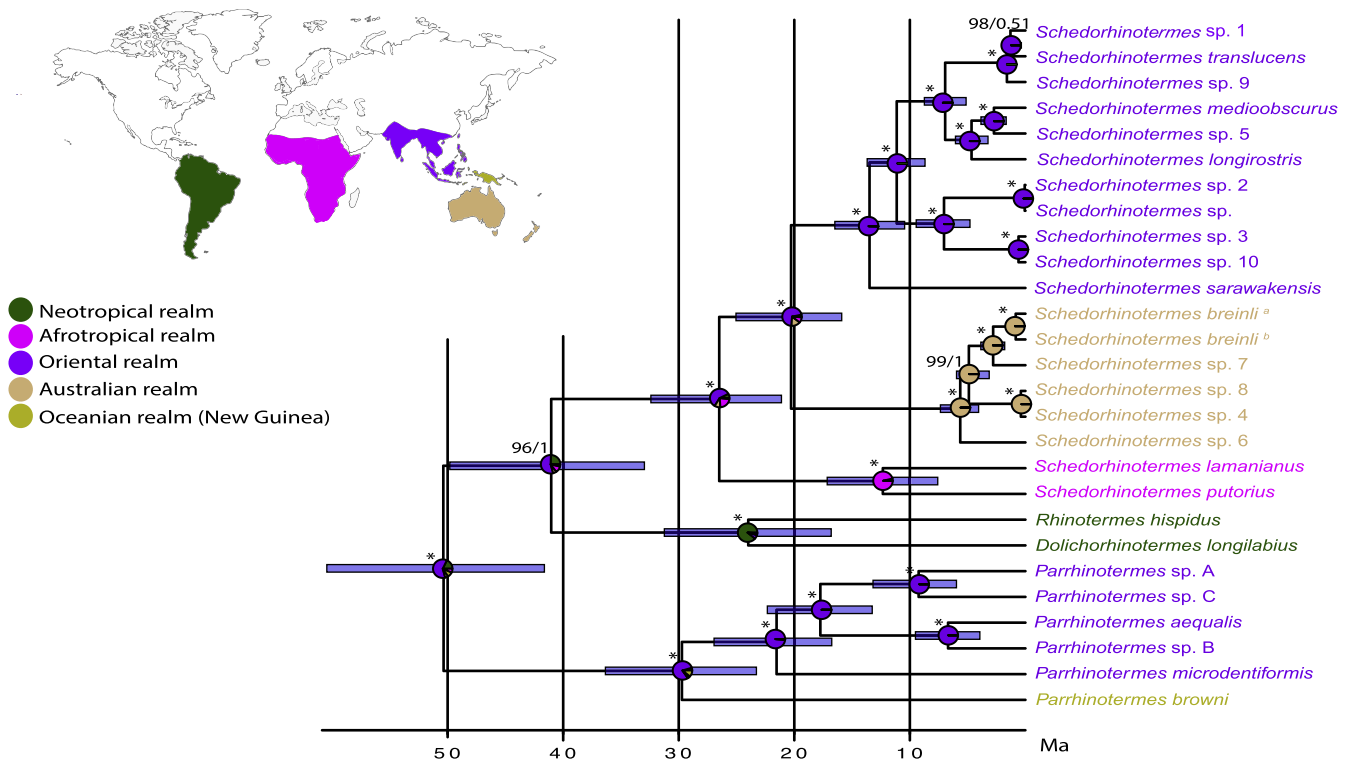 Neotropical realm
Afrotropical realm
Oriental realm
Australian realm
Oceanian realm (New Guinea)
98/0.51
*
Schedorhinotermes sp. 1
Schedorhinotermes translucens
*
Schedorhinotermes sp. 9
*
Schedorhinotermes medioobscurus
*
Schedorhinotermes sp. 5
*
Schedorhinotermes longirostris
*
Schedorhinotermes sp. 2
*
Schedorhinotermes sp.
*
*
Schedorhinotermes sp. 3
*
Schedorhinotermes sp. 10
Schedorhinotermes sarawakensis
*
Schedorhinotermes breinli a
*
Schedorhinotermes breinli b
99/1
Schedorhinotermes sp. 7
*
Schedorhinotermes sp. 8
*
*
Schedorhinotermes sp. 4
Schedorhinotermes sp. 6
96/1
*
Schedorhinotermes lamanianus
Schedorhinotermes putorius
*
Rhinotermes hispidus
Dolichorhinotermes longilabius
*
*
Parrhinotermes sp. A
*
Parrhinotermes sp. C
*
Parrhinotermes aequalis
*
Parrhinotermes sp. B
*
Parrhinotermes microdentiformis
Parrhinotermes browni
50 40 30 20 10 Ma